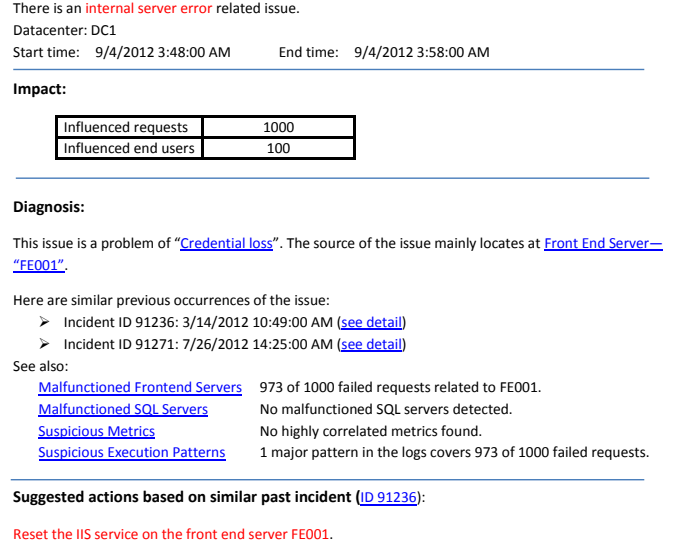 There is an internal server error related issue.
Datacenter: DC1
Start time: 9/4/2012 3:48:00 AM End time: 9/4/2012 3:58:00 AM
Impact:
Influenced requests 1000
Influenced end users 100
Diagnosis:
This issue is a problem of “Credential loss”. The source of the issue mainly locates at Front End Server—
“FE001”.
Here are similar previous occurrences of the issue:
➢ Incident ID 91236: 3/14/2012 10:49:00 AM (see detail)
➢ Incident ID 91271: 7/26/2012 14:25:00 AM (see detail)
See also:
Malfunctioned Frontend Servers 973 of 1000 failed requests related to FE001.
Malfunctioned SQL Servers No malfunctioned SQL servers detected.
Suspicious Metrics No highly correlated metrics found.
Suspicious Execution Patterns 1 major pattern in the logs covers 973 of 1000 failed requests.
Suggested actions based on similar past incident (ID 91236):
Reset the IIS service on the front end server FE001.